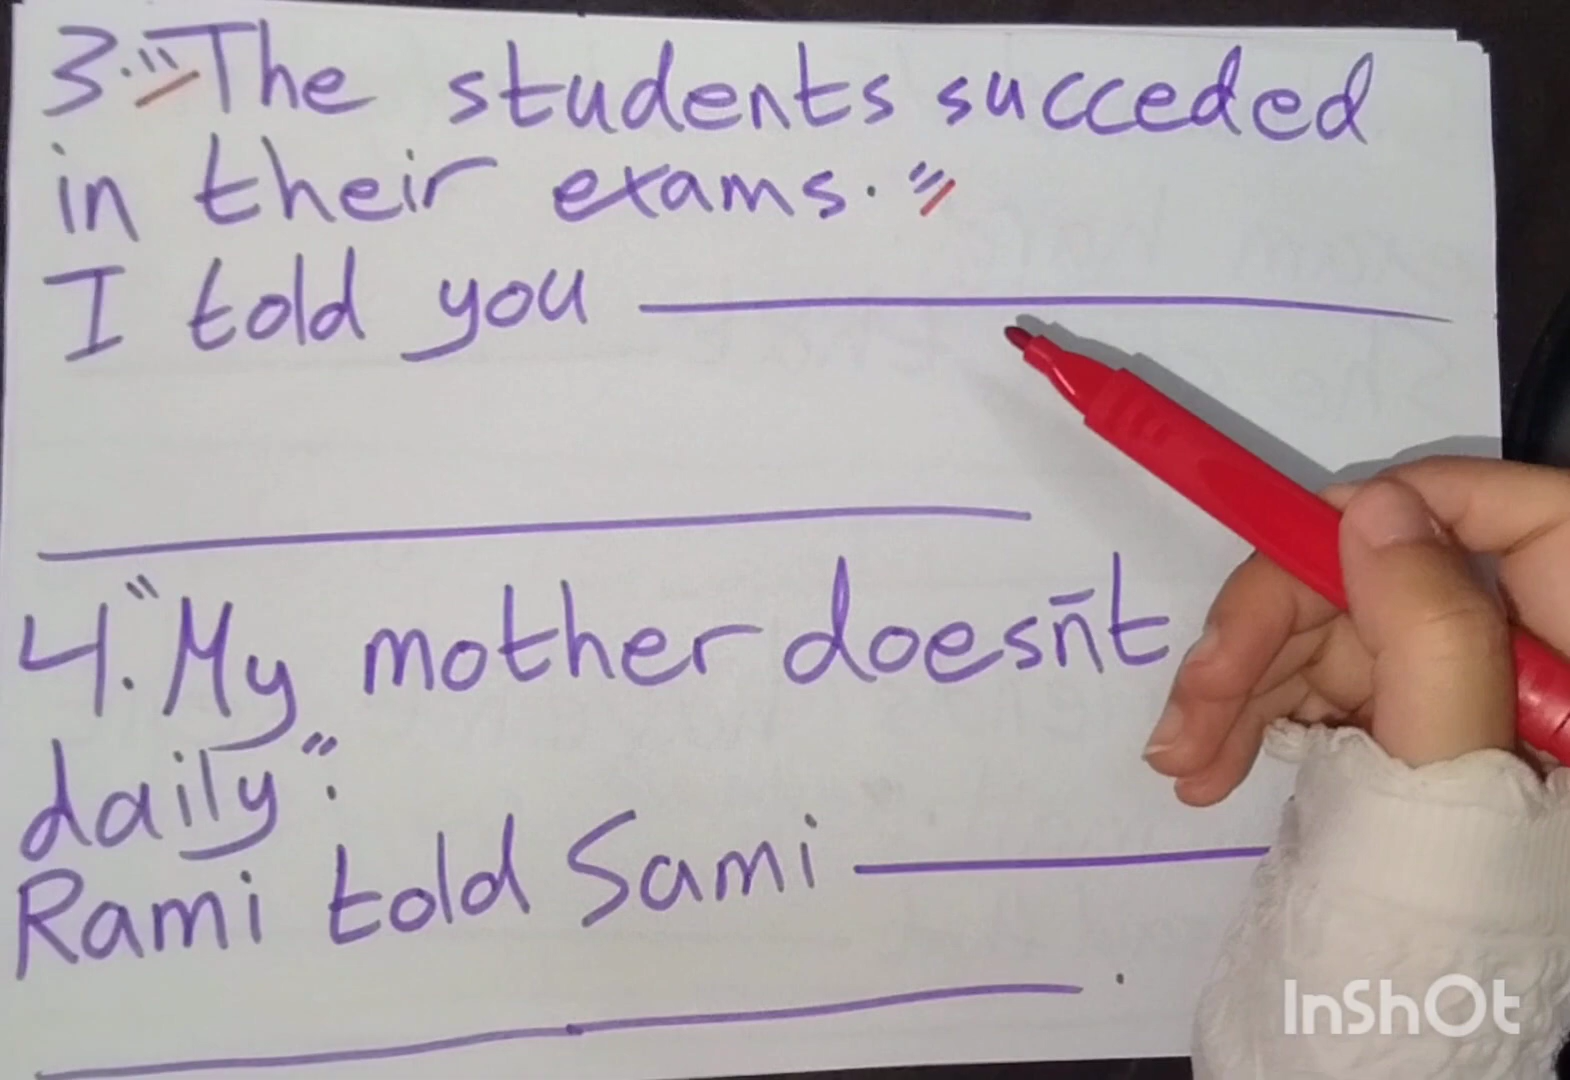 3. "The students succeded
in their exams."
I told you
4. "My mother doesn't
daily".
Rami told Sami
.
InShOt